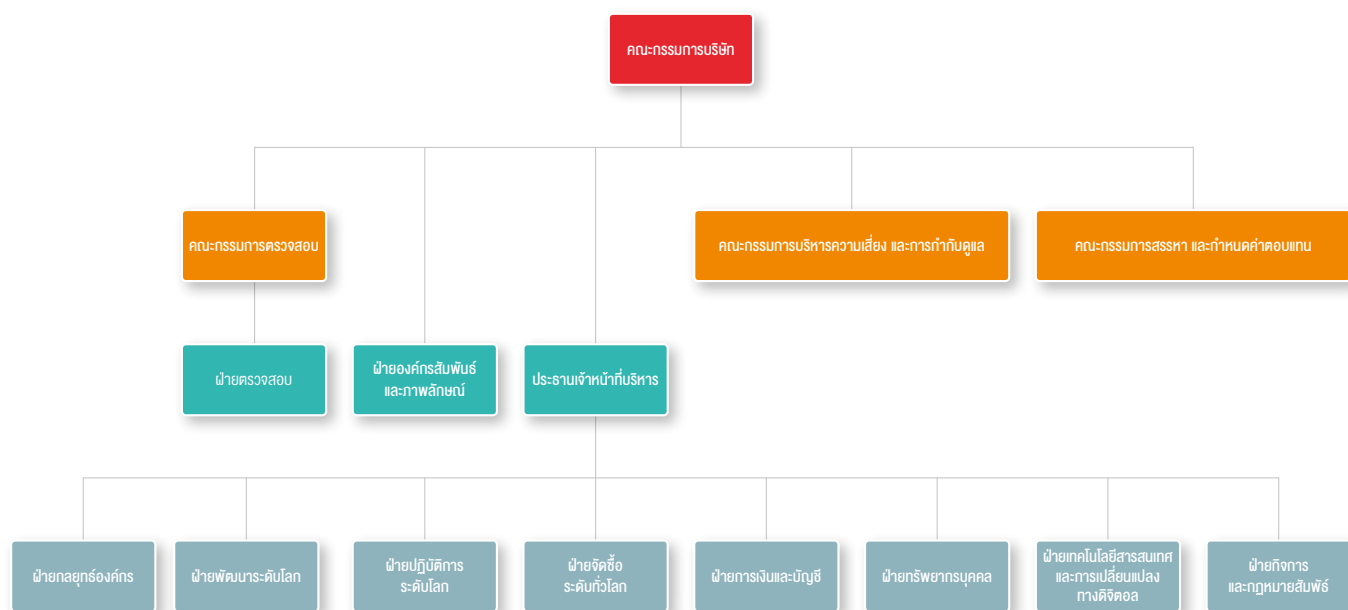 คณะกรรมการบริษัท
คณะกรรมการตรวจสอบ
คณะกรรมการบริหารความเสี่ยง และการกำกับดูแล
คณะกรรมการสรรหา และกำหนดค่าตอบแทน
ฝ่ายตรวจสอบ
ฝ่ายองค์กรสัมพันธ์
และภาพลักษณ์
ประธานเจ้าหน้าที่บริหาร
ฝ่ายกลยุทธ์องค์กร
ฝ่ายพัฒนาระดับโลก
ฝ่ายปฏิบัติการ
ระดับโลก
ฝ่ายจัดซื้อ
ระดับทั่วโลก
ฝ่ายการเงินและบัญชี
ฝ่ายทรัพยากรบุคคล
ฝ่ายเทคโนโลยีสารสนเทศ
และการเปลี่ยนแปลง
ทางดิจิตอล
ฝ่ายกิจการ
และกฎหมายสัมพัธ์